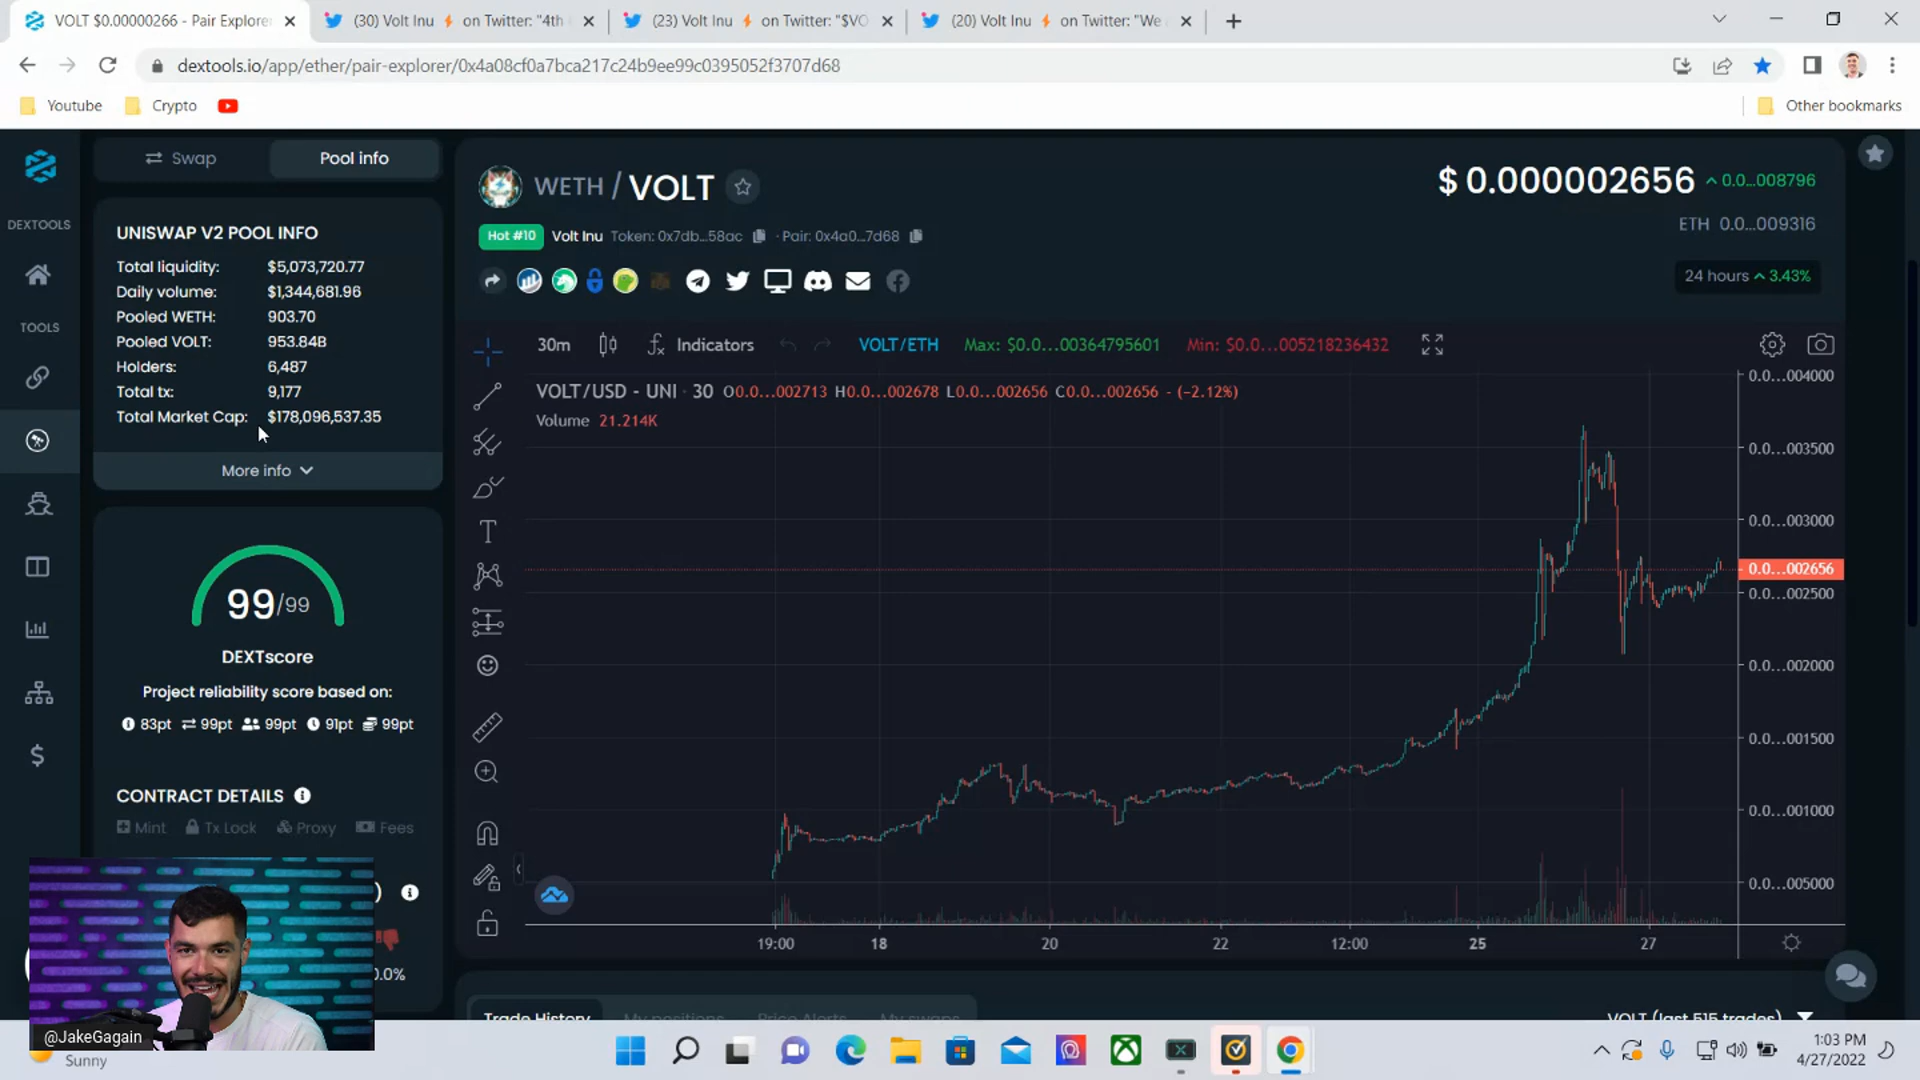 VOLT $0.00000266 - Pair Explorer
(30) Volt Inu ⚡ on Twitter: "4th
(23) Volt Inu ⚡ on Twitter: "$VO
(20) Volt Inu ⚡ on Twitter: "We
dextools.io/app/ether/pair-explorer/0x4a08cf0a7bca217c24b9ee99c0395052f3707d68
Youtube
Crypto
Other bookmarks
Swap
Pool info
WETH / VOLT
$ 0.000002656
0.0...008796
ETH 0.0...009316
24 hours 3.43%
Hot #10
Volt Inu Token: 0x7db...58ac · Pair: 0x4a0...7d68
DEXTOOLS
TOOLS
UNISWAP V2 POOL INFO
Total liquidity: $5,073,720.77
Daily volume: $1,344,681.96
Pooled WETH: 903.70
Pooled VOLT: 953.84B
Holders: 6,487
Total tx: 9,177
Total Market Cap: $178,096,537.35
More info
99/99
DEXTscore
Project reliability score based on:
83pt 99pt 99pt 91pt 99pt
CONTRACT DETAILS
Mint Tx Lock Proxy Fees
)
0.0%
@JakeGagain
30m
Indicators
VOLT/ETH
Max: $0.0...00364795601
Min: $0.0...005218236432
VOLT/USD - UNI · 30 O0.0...002713 H0.0...002678 L0.0...002656 C0.0...002656 - (-2.12%)
Volume 21.214K
0.0...004000
0.0...003500
0.0...003000
0.0...002656
0.0...002500
0.0...002000
0.0...001500
0.0...001000
0.0...005000
19:00 18 20 22 12:00 25 27
Trade History
My positions
Price Alerts
My swaps
VOLT (last 515 trades)
Sunny
1:03 PM
4/27/2022